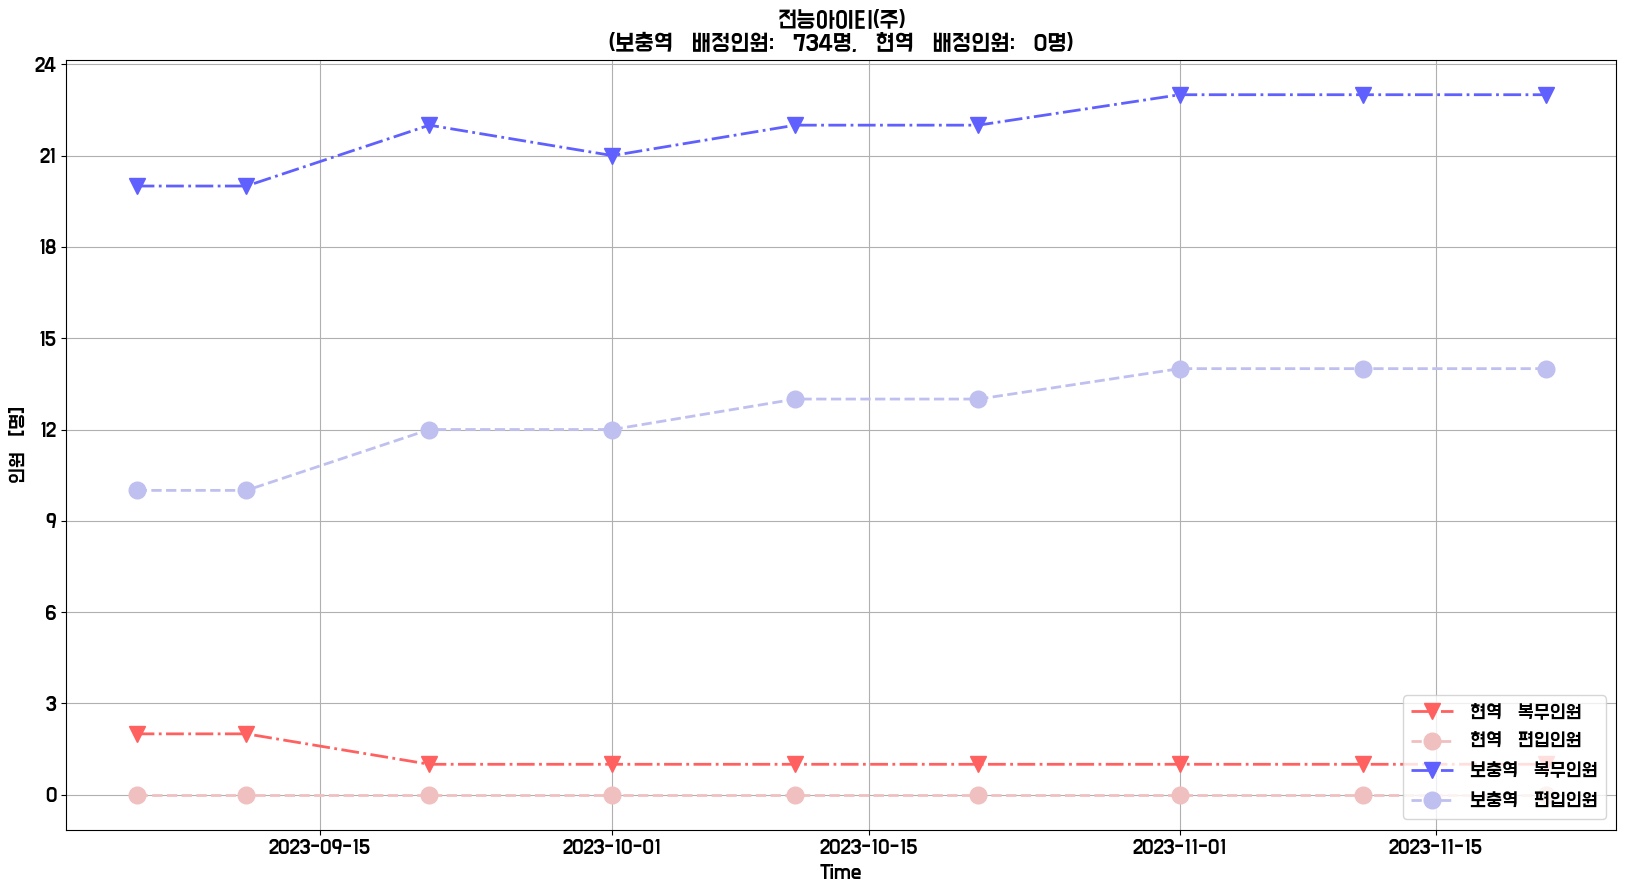 전능아이티(주)
(보충역 배정인원: 734명, 현역 배정인원: 0명)
24
21
18
15
12
9
6
3
0
인원 [명]
2023-09-15
2023-10-01
2023-10-15
2023-11-01
2023-11-15
Time
현역 복무인원
현역 편입인원
보충역 복무인원
보충역 편입인원